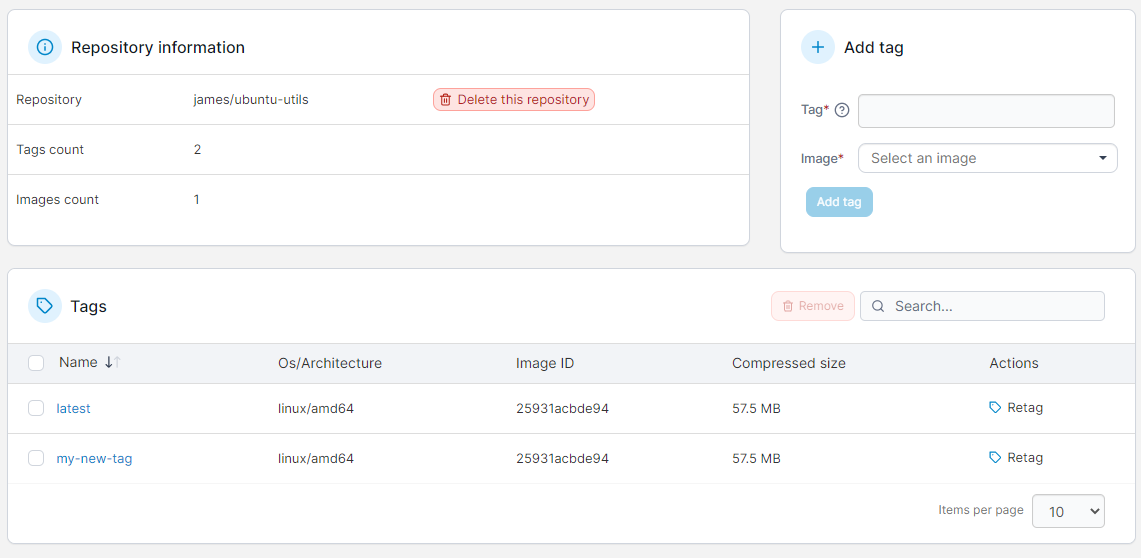 Repository information
Repository james/ubuntu-utils Delete this repository
Tags count 2
Images count 1
Add tag
Tag*
Image* Select an image
Add tag
Tags Remove Search...
Name Os/Architecture Image ID Compressed size Actions
latest linux/amd64 25931acbde94 57.5 MB Retag
my-new-tag linux/amd64 25931acbde94 57.5 MB Retag
Items per page 10